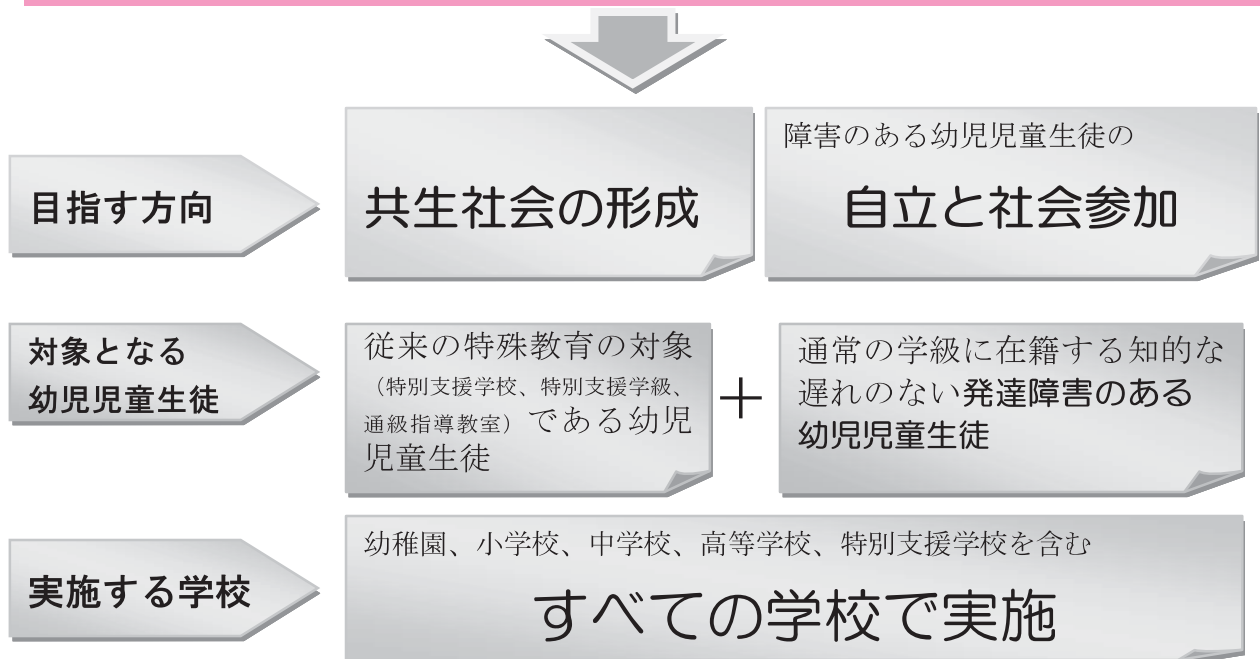 目指す方向
共生社会の形成
障害のある幼児児童生徒の
自立と社会参加
対象となる
幼児児童生徒
従来の特殊教育の対象
（特別支援学校、特別支援学級、
通級指導教室）である幼児
児童生徒
＋
通常の学級に在籍する知的な
遅れのない発達障害のある
幼児児童生徒
実施する学校
幼稚園、小学校、中学校、高等学校、特別支援学校を含む
すべての学校で実施